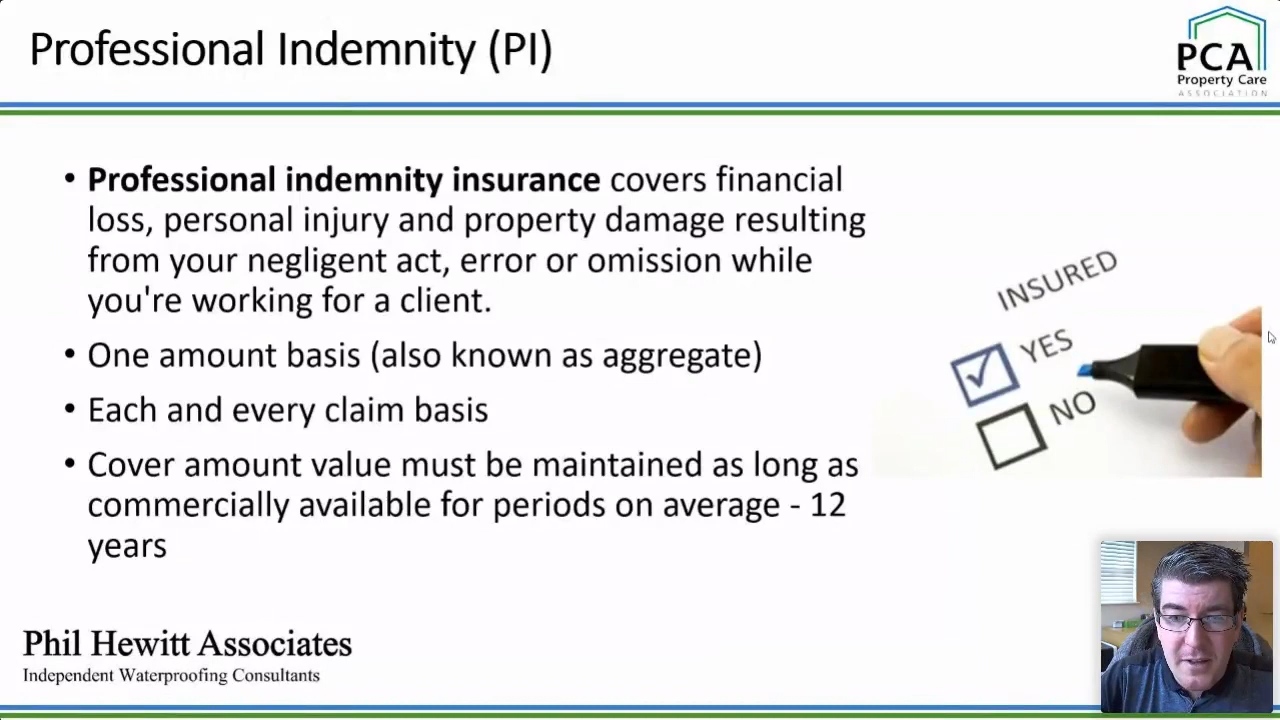 Professional Indemnity (PI)
PCA
Property Care
ASSOCIATION
• Professional indemnity insurance covers financial
loss, personal injury and property damage resulting
from your negligent act, error or omission while
you're working for a client.
• One amount basis (also known as aggregate)
• Each and every claim basis
• Cover amount value must be maintained as long as
commercially available for periods on average - 12
years
INSURED
YES
NO
Phil Hewitt Associates
Independent Waterproofing Consultants